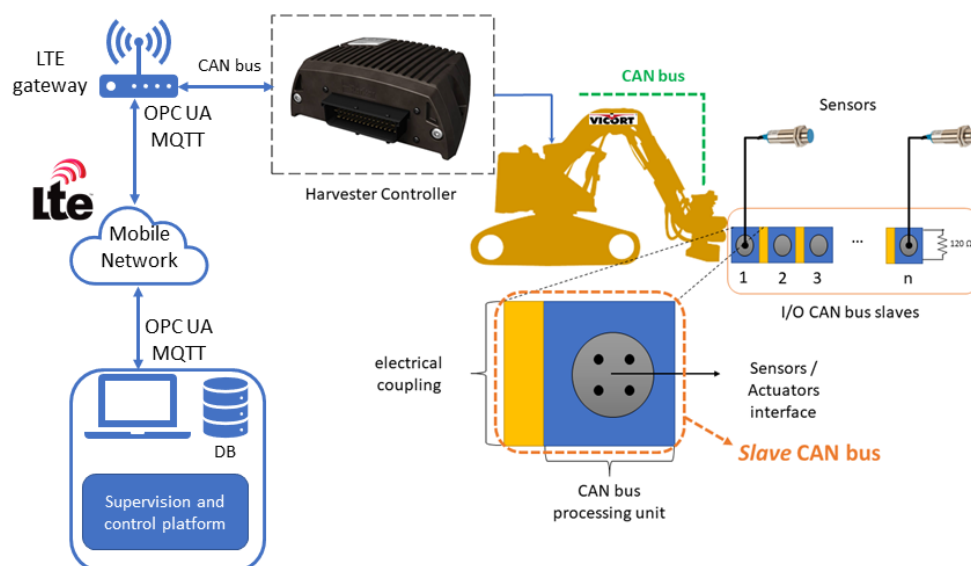 LTE
gateway
CAN bus
OPC UA
MQTT
Harvester Controller
CAN bus
VICORT
Sensors
Lte
Mobile
Network
OPC UA
MQTT
DB
Supervision and
control platform
1
2
3
...
n
120 Ω
I/O CAN bus slaves
electrical
coupling
Sensors /
Actuators
interface
Slave CAN bus
CAN bus
processing unit